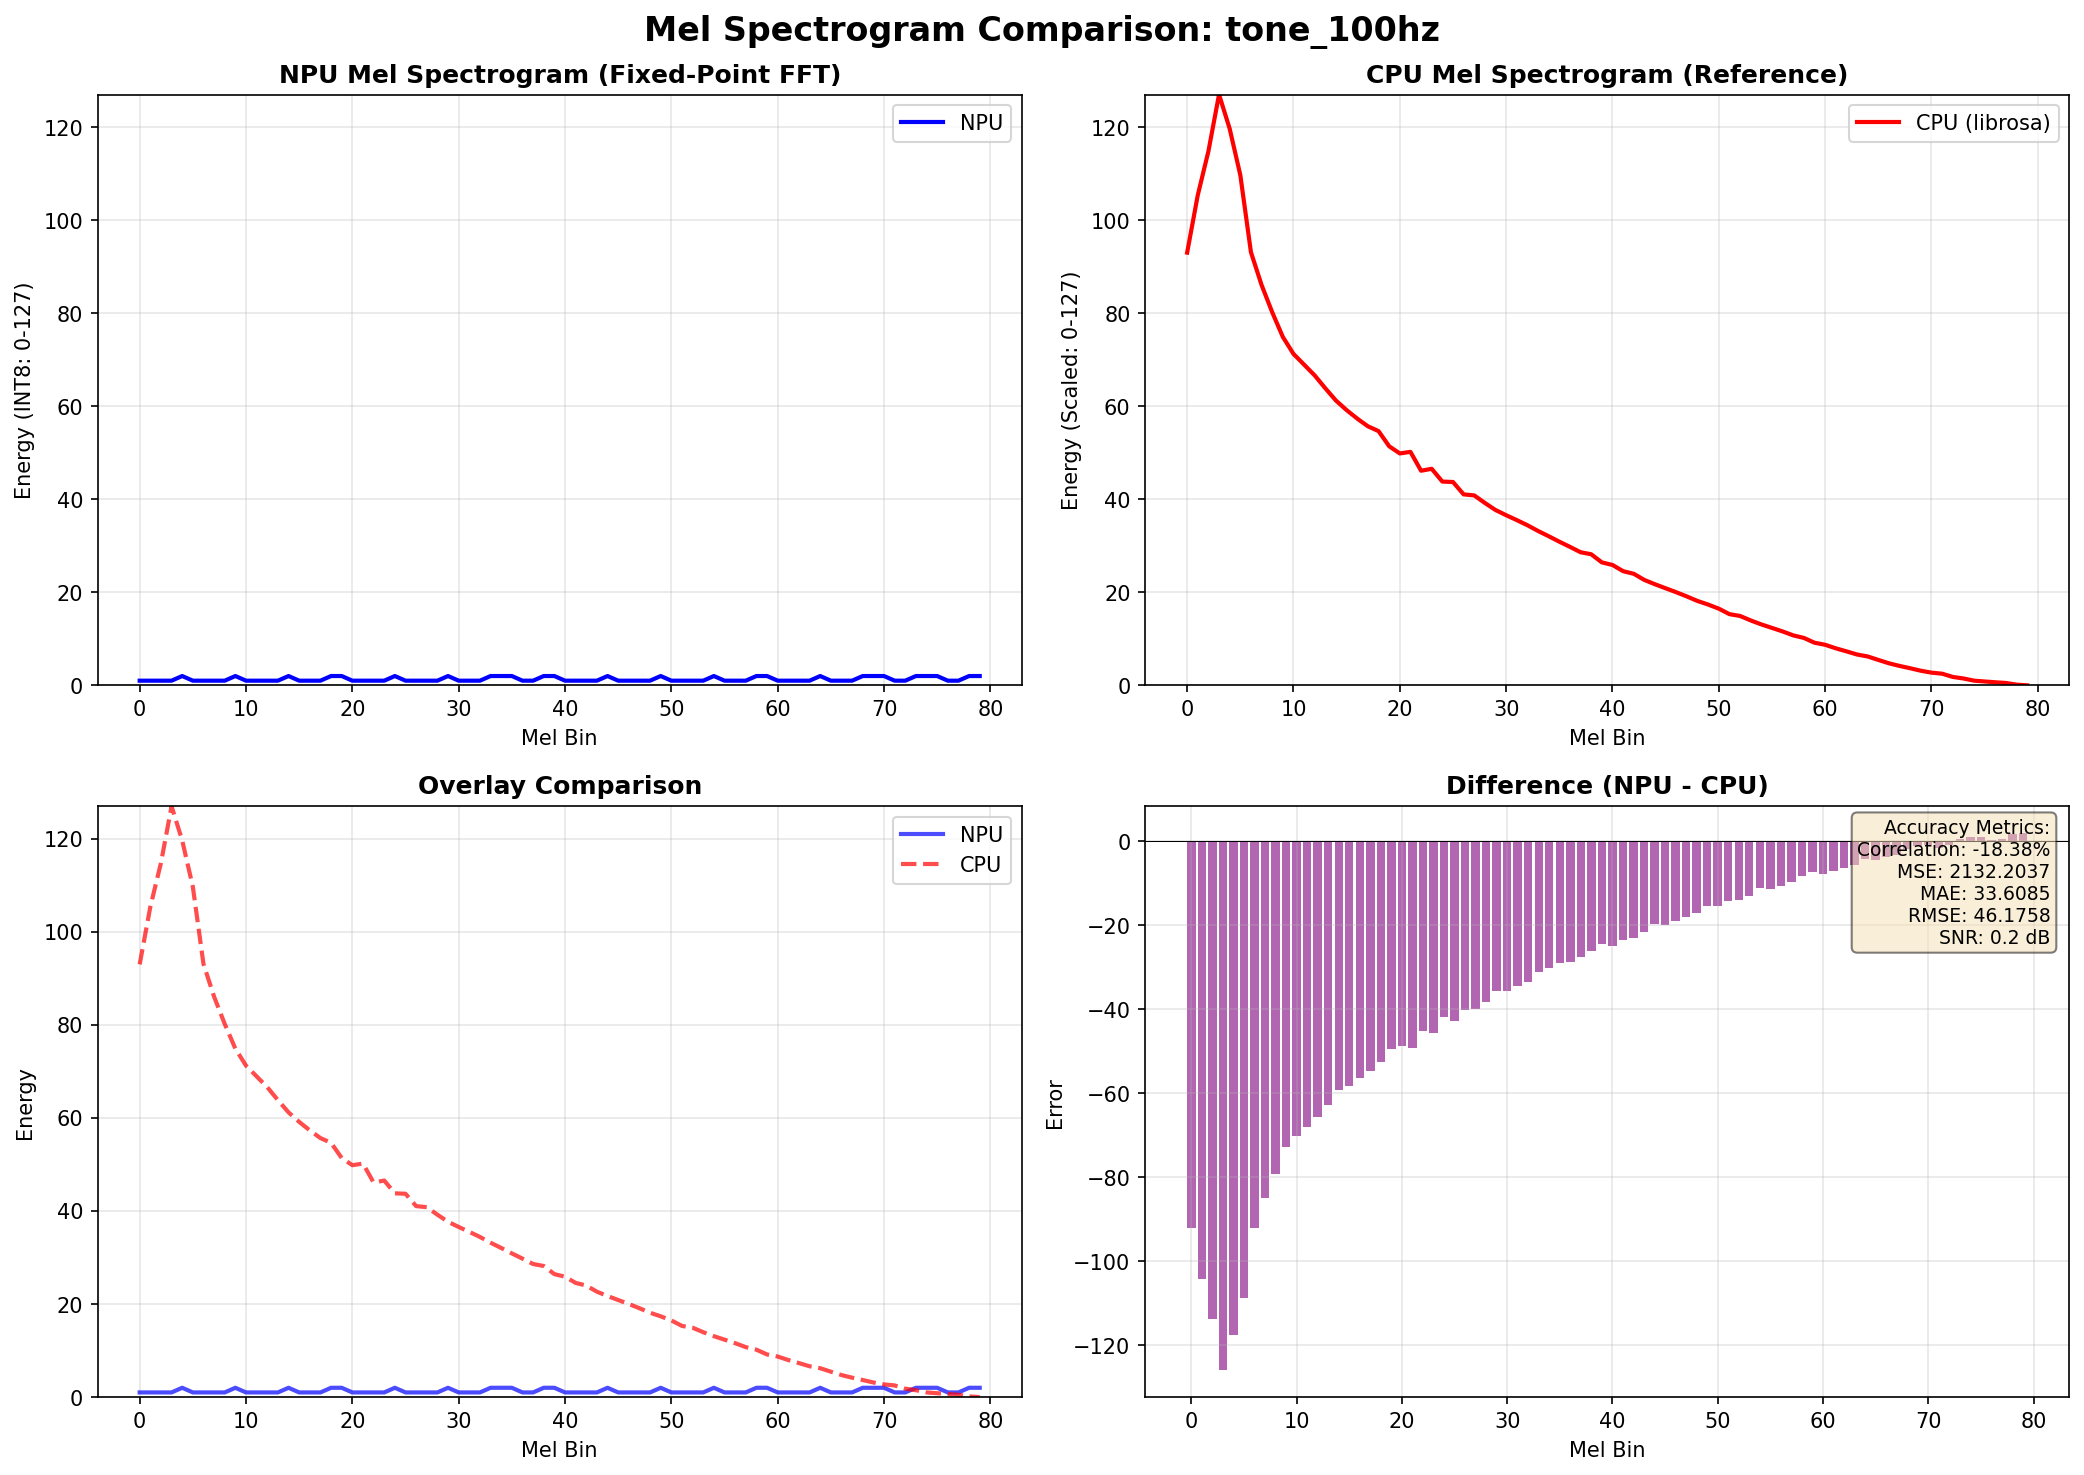 Mel Spectrogram Comparison: tone_100hz
NPU Mel Spectrogram (Fixed-Point FFT)
Energy (INT8: 0-127)
120
100
80
60
40
20
0
NPU
0 10 20 30 40 50 60 70 80
Mel Bin
CPU Mel Spectrogram (Reference)
Energy (Scaled: 0-127)
120
100
80
60
40
20
0
CPU (librosa)
0 10 20 30 40 50 60 70 80
Mel Bin
Overlay Comparison
Energy
120
100
80
60
40
20
0
NPU
CPU
0 10 20 30 40 50 60 70 80
Mel Bin
Difference (NPU - CPU)
Error
0
−20
−40
−60
−80
−100
−120
Accuracy Metrics:
Correlation: -18.38%
MSE: 2132.2037
MAE: 33.6085
RMSE: 46.1758
SNR: 0.2 dB
0 10 20 30 40 50 60 70 80
Mel Bin